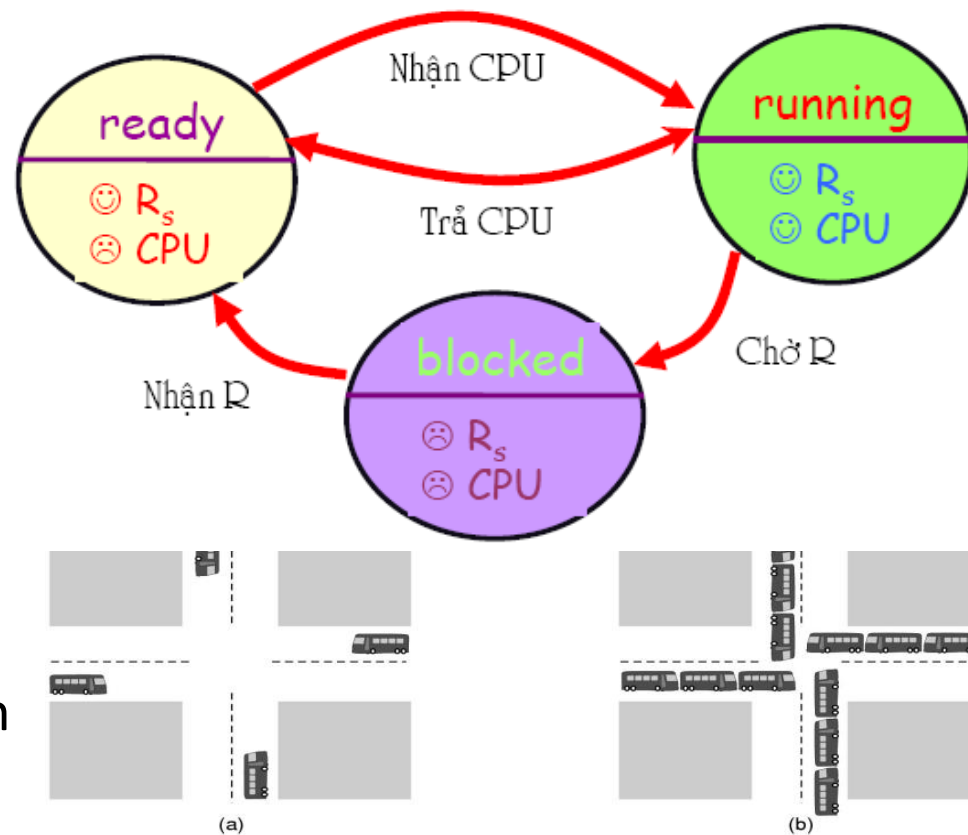 Nhận CPU
ready
☺ Rₛ
☹ CPU
running
☺ Rₛ
☺ CPU
Trả CPU
blocked
☹ Rₛ
☹ CPU
Chờ R
Nhận R
(a)
(b)